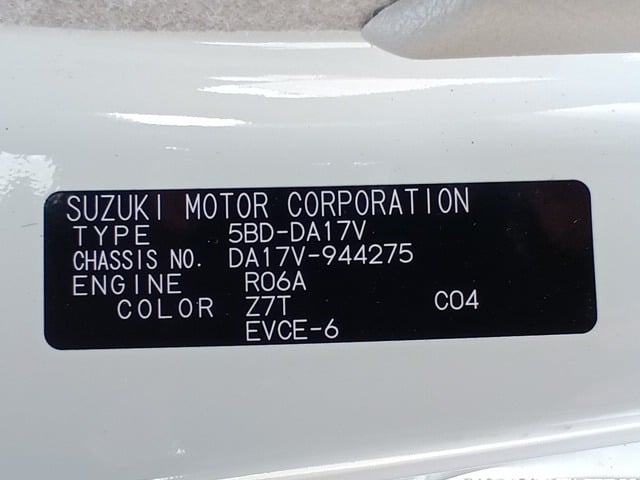 SUZUKI MOTOR CORPORATION
TYPE 5BD-DA17V
CHASSIS NO. DA17V-944275
ENGINE R06A
COLOR Z7T C04
EVCE-6